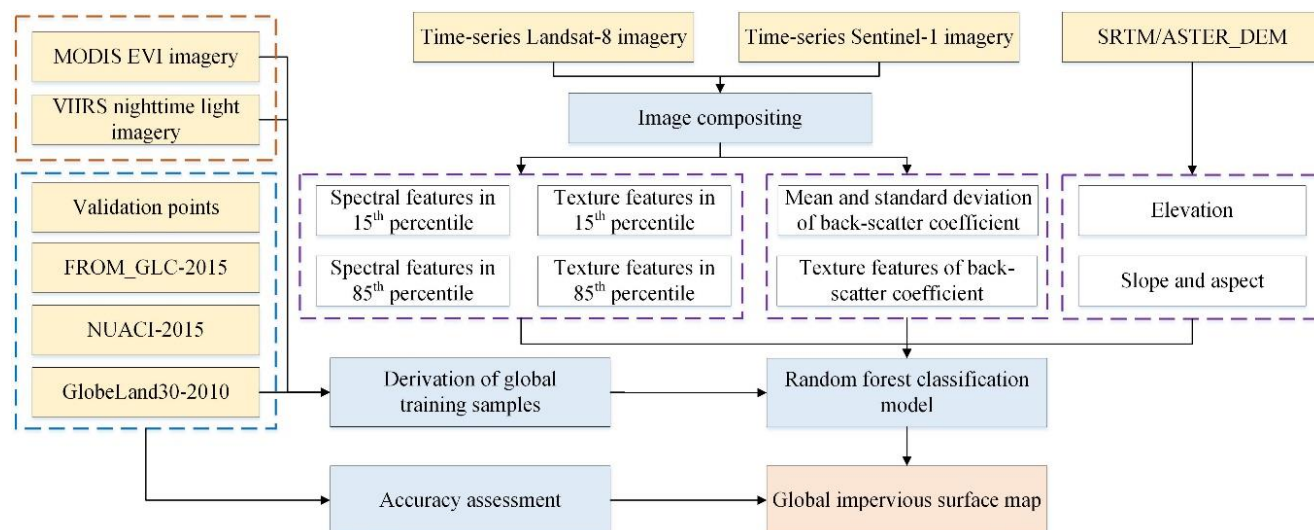 MODIS EVI imagery
VIIRS nighttime light
imagery
Validation points
FROM_GLC-2015
NUACI-2015
GlobeLand30-2010
Time-series Landsat-8 imagery
Time-series Sentinel-1 imagery
SRTM/ASTER_DEM
Image compositing
Spectral features in
15th percentile
Texture features in
15th percentile
Spectral features in
85th percentile
Texture features in
85th percentile
Mean and standard deviation
of back-scatter coefficient
Texture features of back-
scatter coefficient
Elevation
Slope and aspect
Derivation of global
training samples
Random forest classification
model
Accuracy assessment
Global impervious surface map